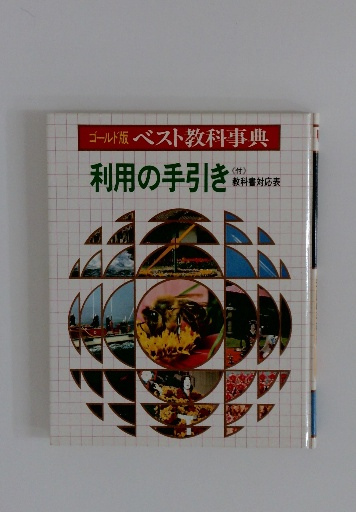 ゴールド版 ベスト教科事典
利用の手引き 〈付〉
教科書対応表